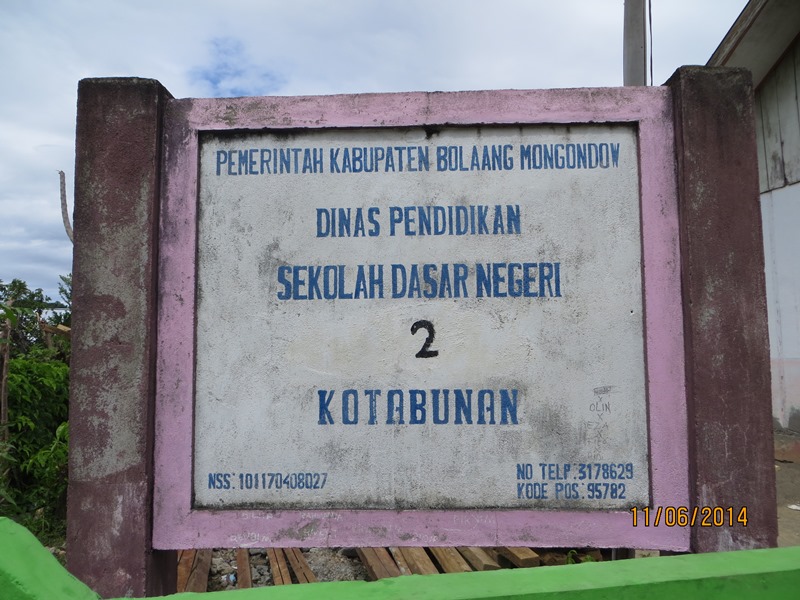 PEMERINTAH KABUPATEN BOLAANG MONGONDOW
DINAS PENDIDIKAN
SEKOLAH DASAR NEGERI
2
KOTABUNAN
OLIN
NSS: 101170408027
NO TELP: 3178629
KODE POS: 95782
11/06/2014